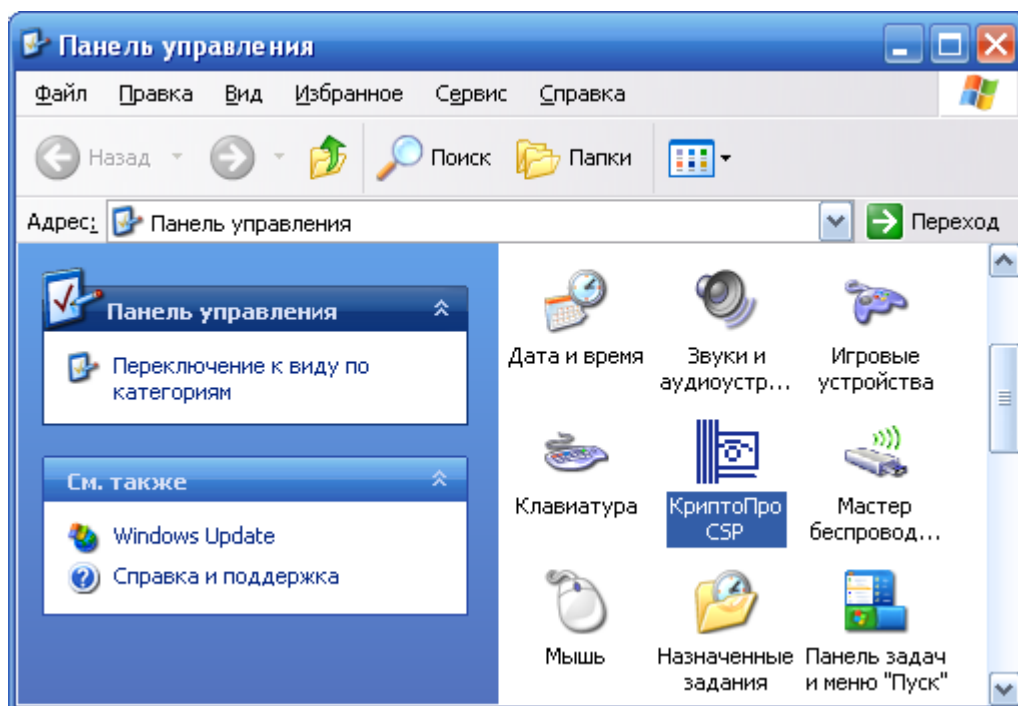 Панель управления
Файл Правка Вид Избранное Сервис Справка
Назад Поиск Папки
Адрес: Панель управления Переход
Панель управления
Переключение к виду по
категориям
См. также
Windows Update
Справка и поддержка
Дата и время
Звуки и
аудиоустр...
Игровые
устройства
Клавиатура
КриптоПро
CSP
Мастер
беспровод...
Мышь
Назначенные
задания
Панель задач
и меню "Пуск"